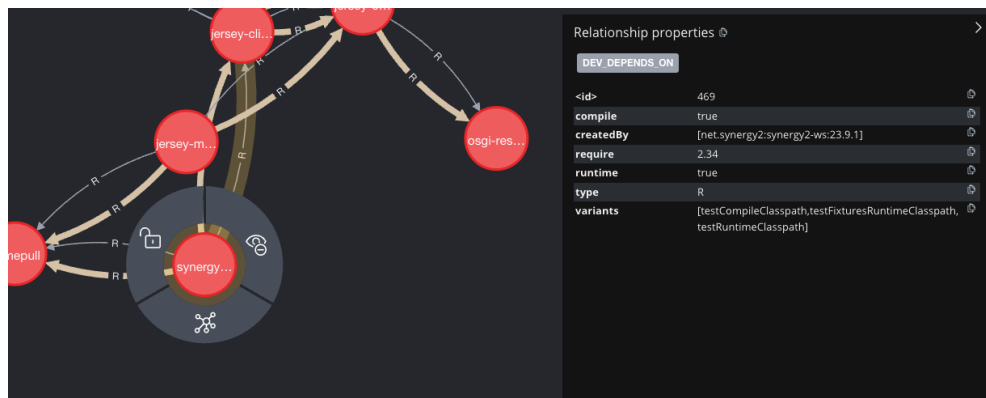 jersey-cli...
R
R
R
R
R
osgi-res...
jersey-m...
R
R
R
R
R
mepull
synergy...
Relationship properties
DEV_DEPENDS_ON
<id> 469
compile true
createdBy [net.synergy2:synergy2-ws:23.9.1]
require 2.34
runtime true
type R
variants [testCompileClasspath,testFixturesRuntimeClasspath,
testRuntimeClasspath]